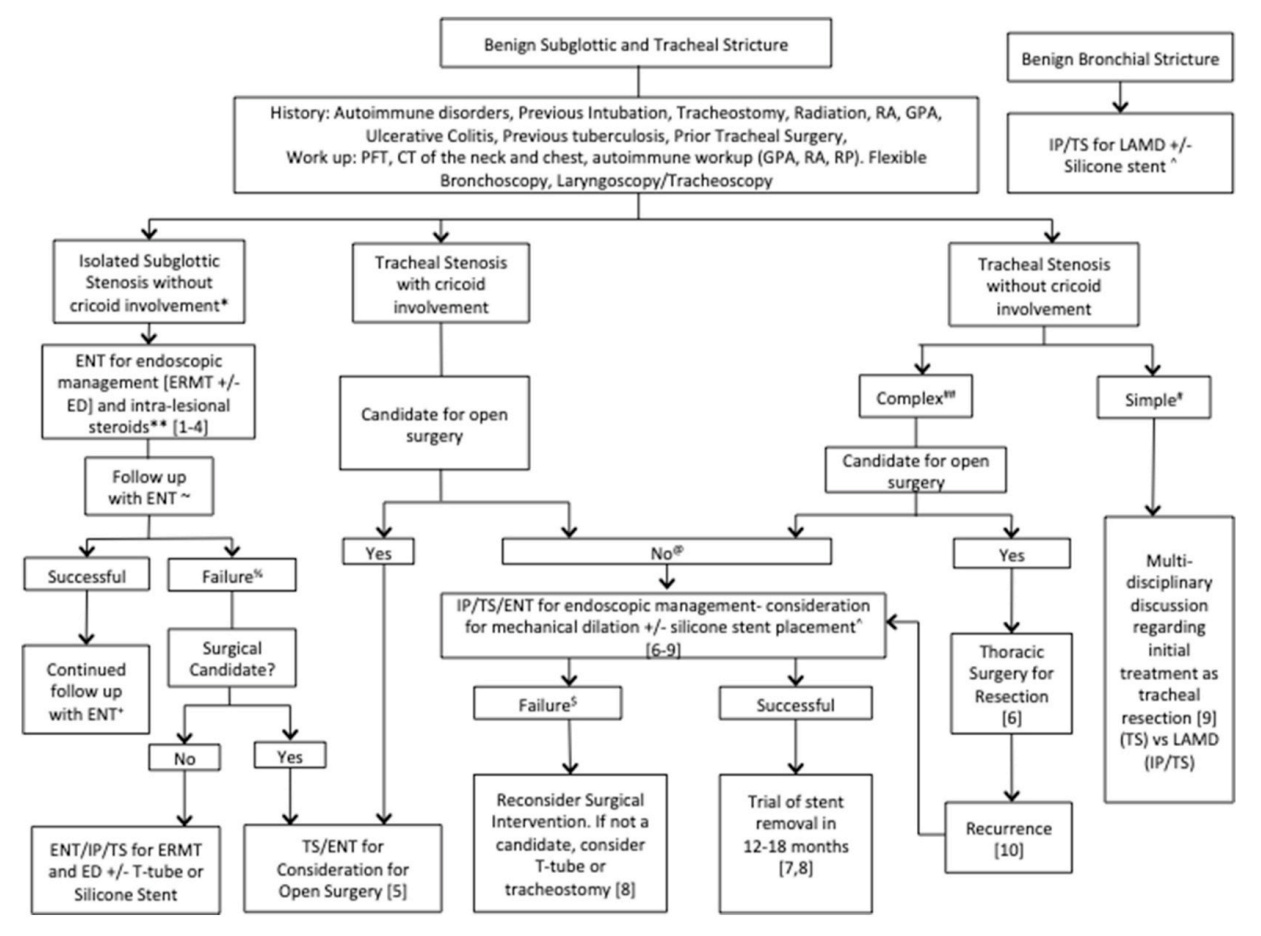 Benign Subglottic and Tracheal Stricture
Benign Bronchial Stricture
History: Autoimmune disorders, Previous Intubation, Tracheostomy, Radiation, RA, GPA,
Ulcerative Colitis, Previous tuberculosis, Prior Tracheal Surgery,
Work up: PFT, CT of the neck and chest, autoimmune workup (GPA, RA, RP). Flexible
Bronchoscopy, Laryngoscopy/Tracheoscopy
IP/TS for LAMD +/-
Silicone stent ^
Isolated Subglottic
Stenosis without
cricoid involvement*
Tracheal Stenosis
with cricoid
involvement
Tracheal Stenosis
without cricoid
involvement
ENT for endoscopic
management [ERMT +/-
ED] and intra-lesional
steroids** [1-4]
Candidate for open
surgery
Complex##
Simple#
Follow up
with ENT ~
Candidate for open
surgery
Successful
Failure%
Yes
No@
Yes
Multi-
disciplinary
discussion
regarding
initial
treatment as
tracheal
resection [9]
(TS) vs LAMD
(IP/TS)
IP/TS/ENT for endoscopic management- consideration
for mechanical dilation +/- silicone stent placement^
[6-9]
Continued
follow up
with ENT+
Surgical
Candidate?
Thoracic
Surgery for
Resection
[6]
Failure$
Successful
No
Yes
Reconsider Surgical
Intervention. If not a
candidate, consider
T-tube or
tracheostomy [8]
Trial of stent
removal in
12-18 months
[7,8]
Recurrence
[10]
ENT/IP/TS for ERMT
and ED +/- T-tube or
Silicone Stent
TS/ENT for
Consideration for
Open Surgery [5]